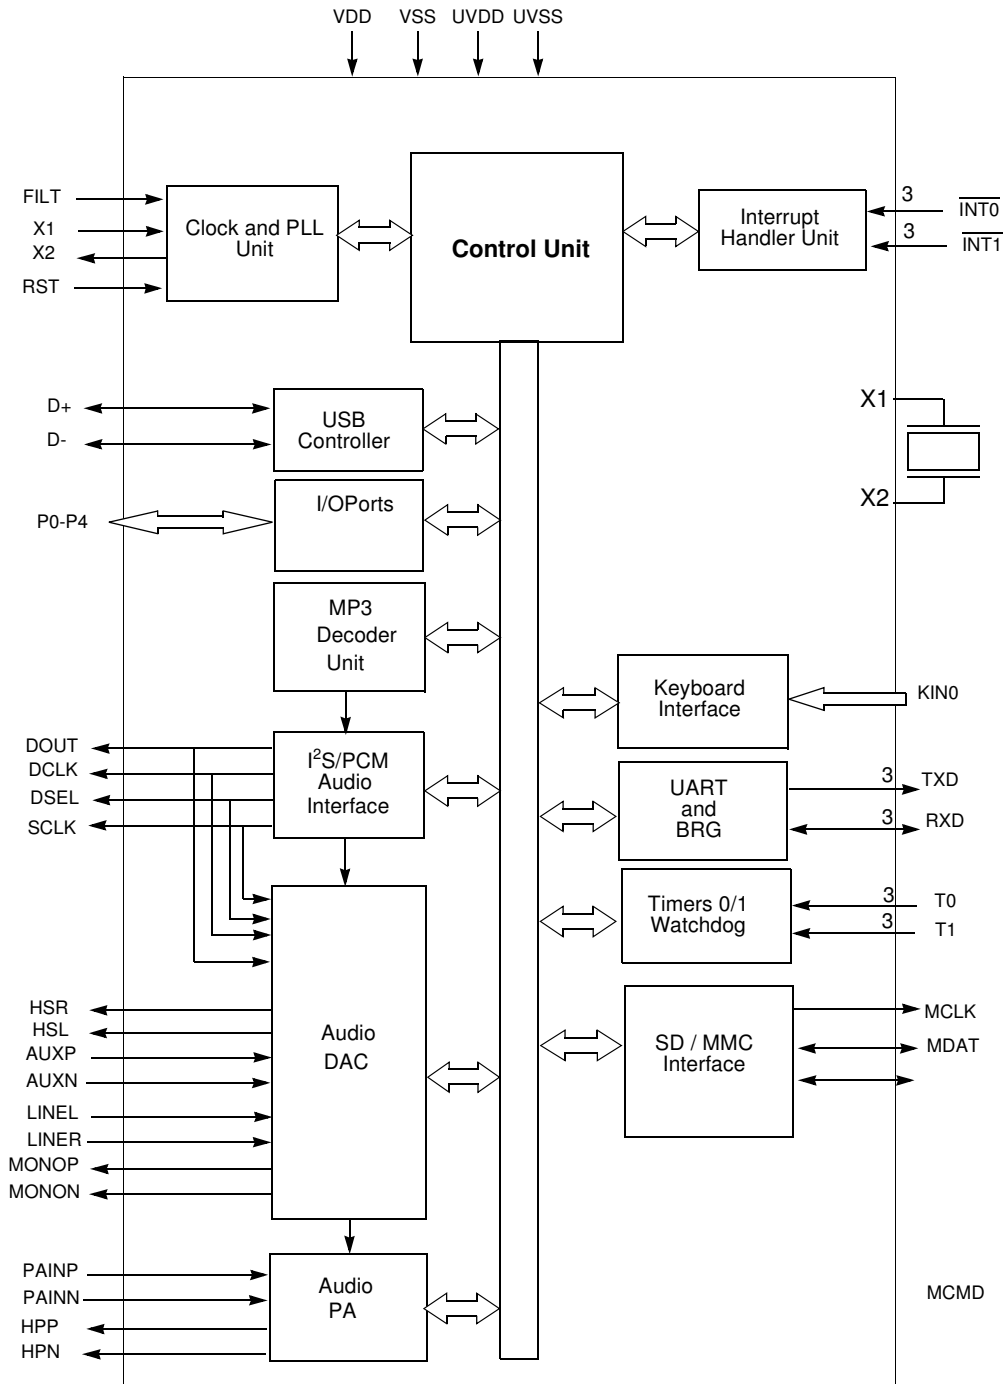 VDD VSS UVDD UVSS
FILT
X1
X2
RST
Clock and PLL
Unit
Control Unit
Interrupt
Handler Unit
3
INT0
3
INT1
D+
D-
USB
Controller
X1
X2
P0-P4
I/OPorts
MP3
Decoder
Unit
Keyboard
Interface
KIN0
DOUT
DCLK
DSEL
SCLK
I²S/PCM
Audio
Interface
UART
and
BRG
3
TXD
3
RXD
Timers 0/1
Watchdog
3
T0
3
T1
HSR
HSL
AUXP
AUXN
LINEL
LINER
MONOP
MONON
Audio
DAC
SD / MMC
Interface
MCLK
MDAT
PAINP
PAINN
HPP
HPN
Audio
PA
MCMD